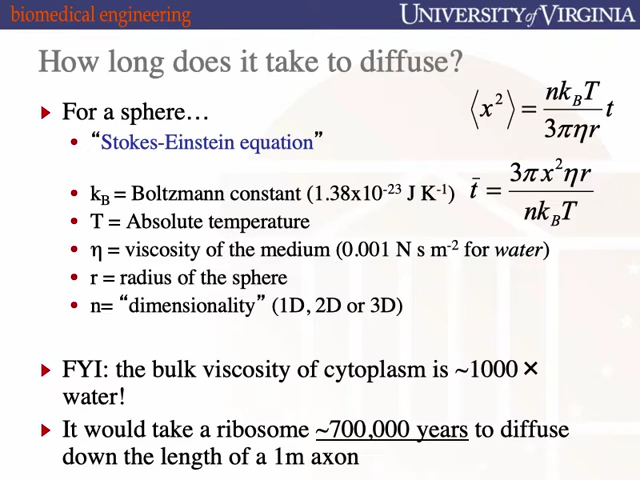 biomedical engineering
UNIVERSITY of VIRGINIA
How long does it take to diffuse?
▸ For a sphere…
• “Stokes-Einstein equation”
⟨x²⟩ = nk_BT / 3πηr t
t̄ = 3πx²ηr / nk_BT
• k_B = Boltzmann constant (1.38x10⁻²³ J K⁻¹)
• T = Absolute temperature
• η = viscosity of the medium (0.001 N s m⁻² for water)
• r = radius of the sphere
• n= “dimensionality” (1D, 2D or 3D)
▸ FYI: the bulk viscosity of cytoplasm is ~1000 ×
water!
▸ It would take a ribosome ~700,000 years to diffuse
down the length of a 1m axon